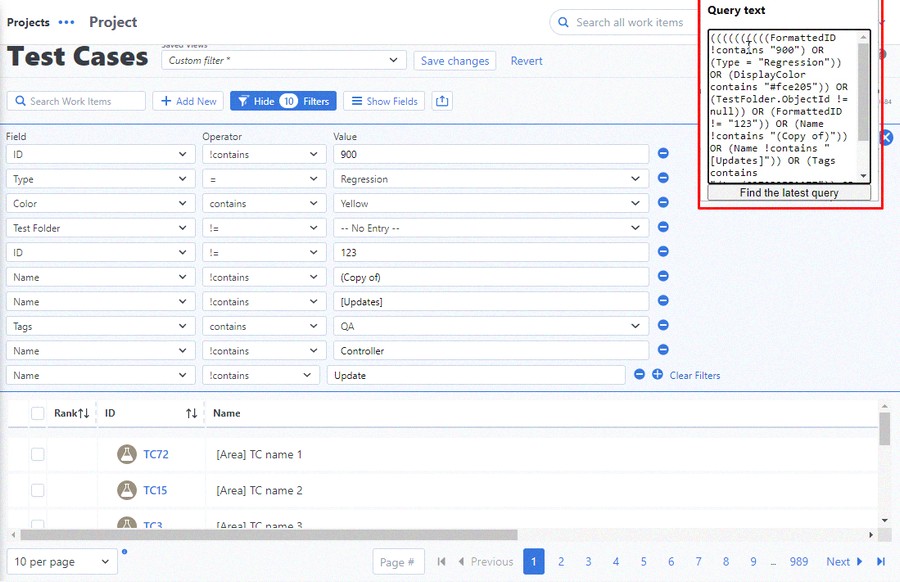 Projects ••• Project
Search all work items
Test Cases
Saved Views
Custom filter *
Save changes
Revert
Search Work Items
Add New
Hide 10 Filters
Show Fields
Query text
((((((((((FormattedID
!contains "900") OR
(Type = "Regression"))
OR (DisplayColor
contains "#fce205")) OR
(TestFolder.ObjectId !=
null)) OR (FormattedID
!= "123")) OR (Name
!contains "(Copy of)"))
OR (Name !contains "
[Updates]")) OR (Tags
contains
Find the latest query
Field Operator Value
ID !contains 900
Type = Regression
Color contains Yellow
Test Folder != -- No Entry --
ID != 123
Name !contains (Copy of)
Name !contains [Updates]
Tags contains QA
Name !contains Controller
Name !contains Update
Clear Filters
Rank ID Name
TC72 [Area] TC name 1
TC15 [Area] TC name 2
TC3 [Area] TC name 3
10 per page
Page #
Previous 1 2 3 4 5 6 7 8 9 ... 989 Next